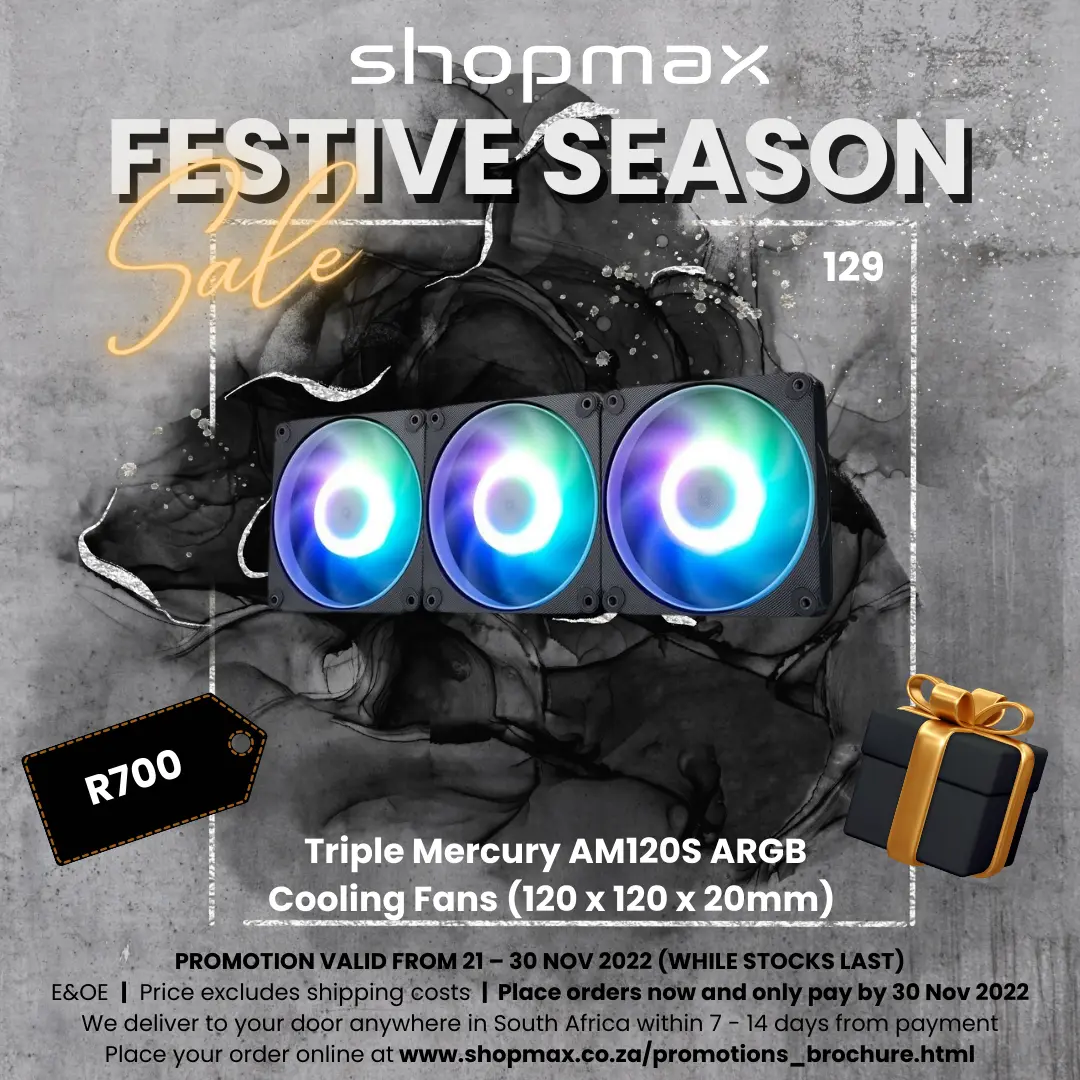 shopmax
FESTIVE SEASON
Sale
129
R700
Triple Mercury AM120S ARGB
Cooling Fans (120 x 120 x 20mm)
PROMOTION VALID FROM 21 – 30 NOV 2022 (WHILE STOCKS LAST)
E&OE | Price excludes shipping costs | Place orders now and only pay by 30 Nov 2022
We deliver to your door anywhere in South Africa within 7 - 14 days from payment
Place your order online at www.shopmax.co.za/promotions_brochure.html